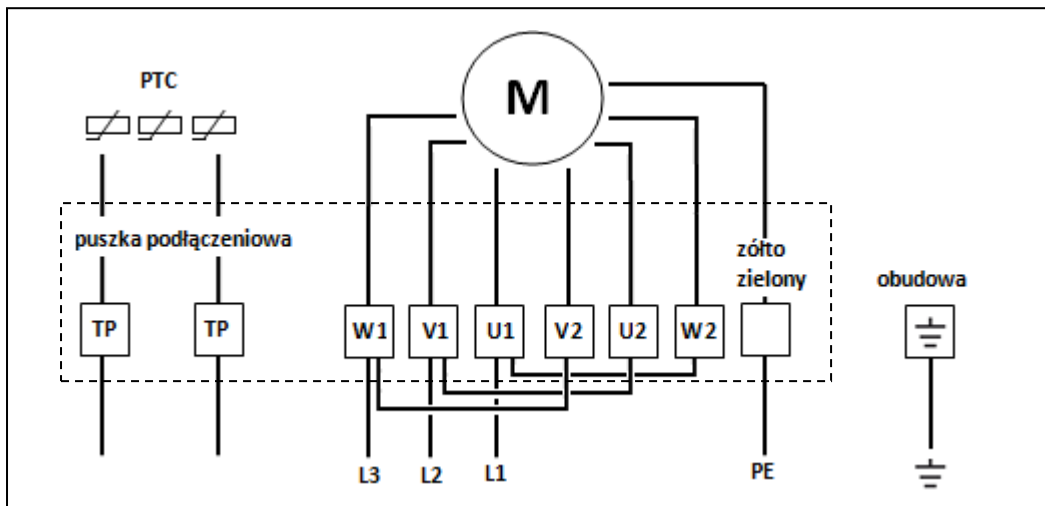 PTC
M
puszka podłączeniowa
zółto
zielony
obudowa
TP
TP
W1
V1
U1
V2
U2
W2
L3
L2
L1
PE